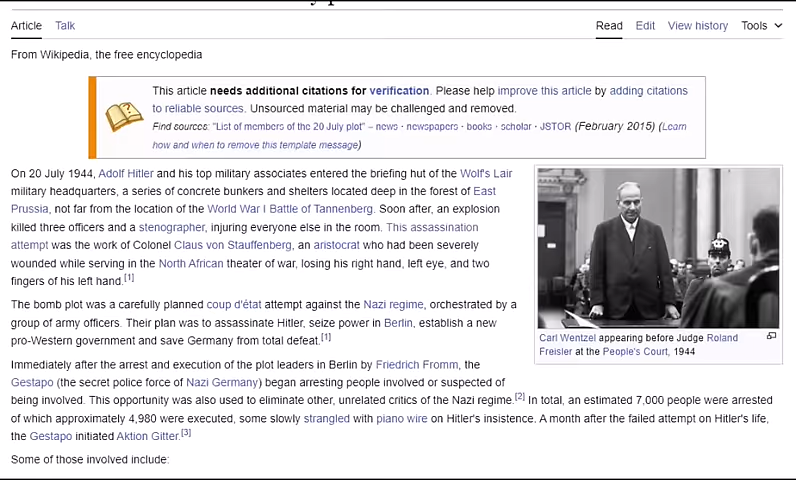 Article Talk Read Edit View history Tools
From Wikipedia, the free encyclopedia
This article needs additional citations for verification. Please help improve this article by adding citations
to reliable sources. Unsourced material may be challenged and removed.
Find sources: "List of members of the 20 July plot" – news · newspapers · books · scholar · JSTOR (February 2015) (Learn
how and when to remove this template message)
On 20 July 1944, Adolf Hitler and his top military associates entered the briefing hut of the Wolf's Lair
military headquarters, a series of concrete bunkers and shelters located deep in the forest of East
Prussia, not far from the location of the World War I Battle of Tannenberg. Soon after, an explosion
killed three officers and a stenographer, injuring everyone else in the room. This assassination
attempt was the work of Colonel Claus von Stauffenberg, an aristocrat who had been severely
wounded while serving in the North African theater of war, losing his right hand, left eye, and two
fingers of his left hand.[1]
The bomb plot was a carefully planned coup d'état attempt against the Nazi regime, orchestrated by a
group of army officers. Their plan was to assassinate Hitler, seize power in Berlin, establish a new
pro-Western government and save Germany from total defeat.[1]
Carl Wentzel appearing before Judge Roland
Freisler at the People's Court, 1944
Immediately after the arrest and execution of the plot leaders in Berlin by Friedrich Fromm, the
Gestapo (the secret police force of Nazi Germany) began arresting people involved or suspected of
being involved. This opportunity was also used to eliminate other, unrelated critics of the Nazi regime.[2] In total, an estimated 7,000 people were arrested
of which approximately 4,980 were executed, some slowly strangled with piano wire on Hitler's insistence. A month after the failed attempt on Hitler's life,
the Gestapo initiated Aktion Gitter.[3]
Some of those involved include: